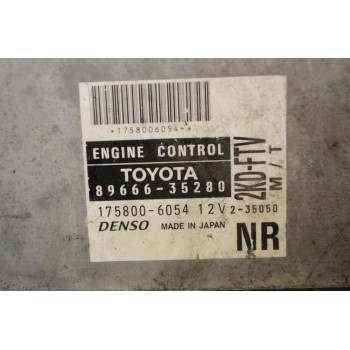 *1758006054-*
ENGINE CONTROL
TOYOTA
89666-35280
175800-6054 12V
2-35050
DENSO MADE IN JAPAN
NR
2KD-FTV
M/T